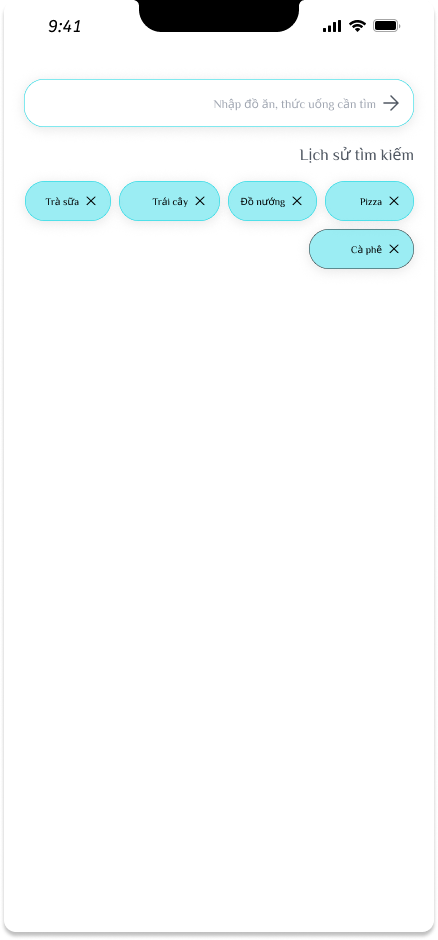 9:41
Nhập đồ ăn, thức uống cần tìm
Lịch sử tìm kiếm
Trà sữa Trái cây Đồ nướng Pizza
Cà phê